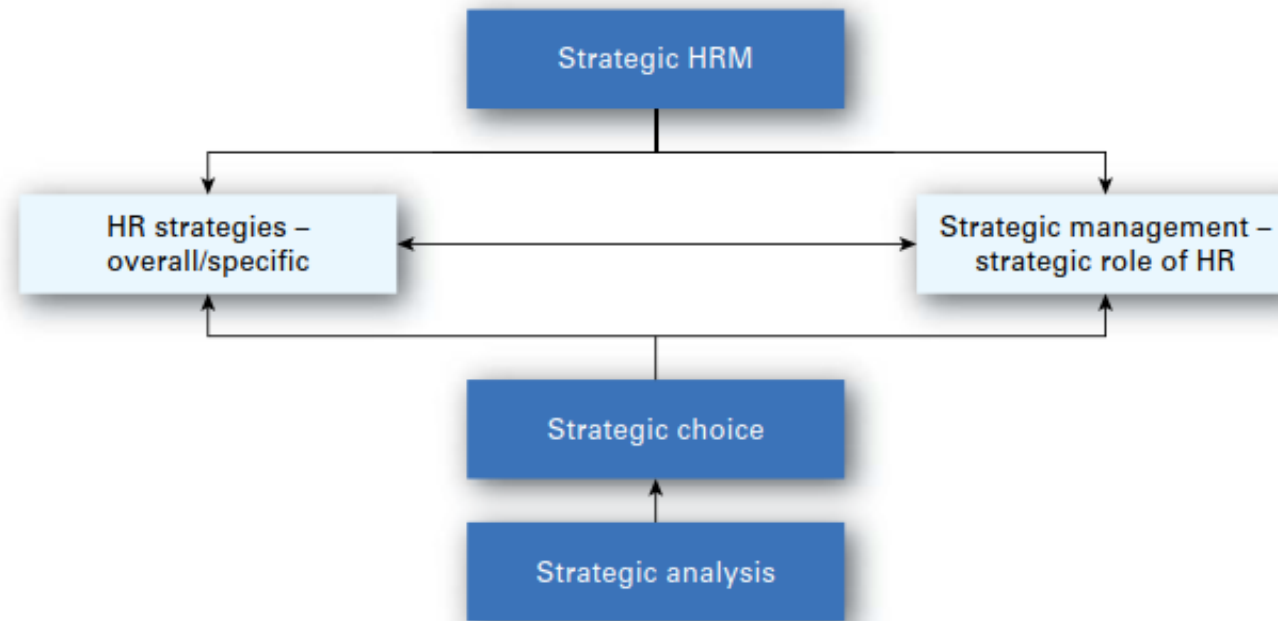 Strategic HRM
HR strategies –
overall/specific
Strategic management –
strategic role of HR
Strategic choice
Strategic analysis